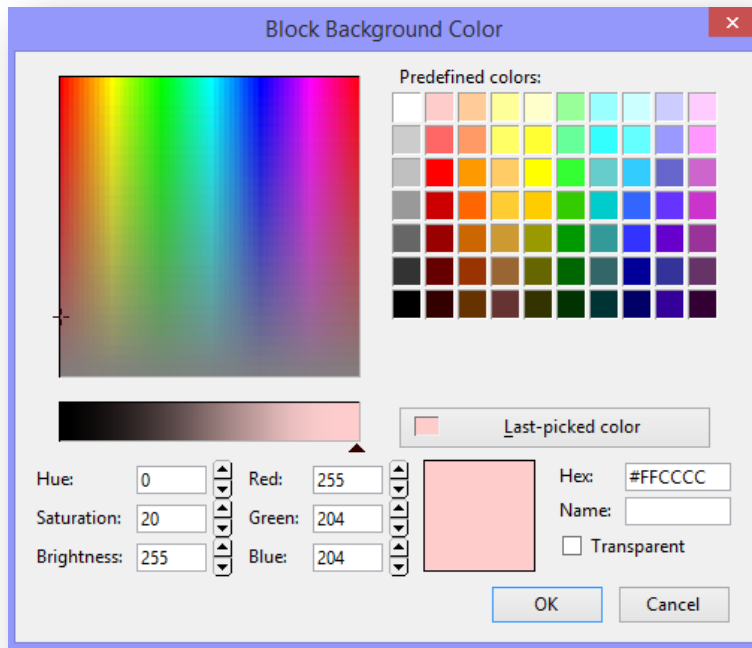 Block Background Color
Predefined colors:
Last-picked color
Hue: 0 Red: 255 Hex: #FFCCCC
Saturation: 20 Green: 204 Name:
Brightness: 255 Blue: 204 Transparent
OK Cancel